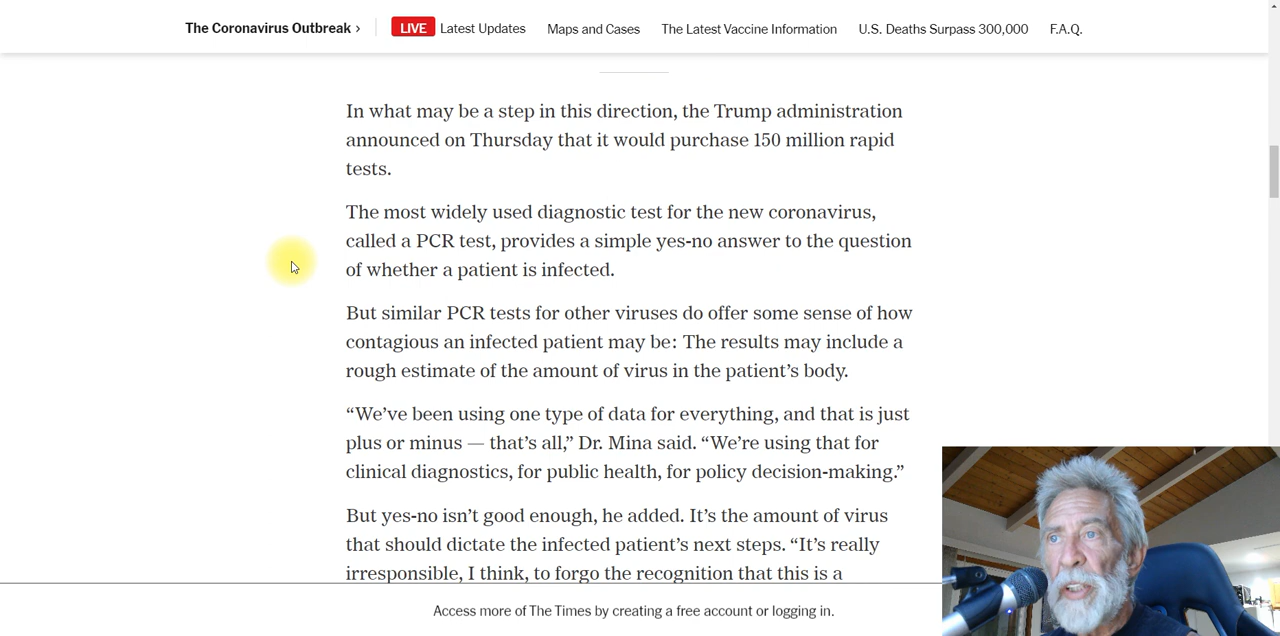 The Coronavirus Outbreak › LIVE Latest Updates Maps and Cases The Latest Vaccine Information U.S. Deaths Surpass 300,000 F.A.Q.
In what may be a step in this direction, the Trump administration
announced on Thursday that it would purchase 150 million rapid
tests.
The most widely used diagnostic test for the new coronavirus,
called a PCR test, provides a simple yes-no answer to the question
of whether a patient is infected.
But similar PCR tests for other viruses do offer some sense of how
contagious an infected patient may be: The results may include a
rough estimate of the amount of virus in the patient’s body.
“We’ve been using one type of data for everything, and that is just
plus or minus — that’s all,” Dr. Mina said. “We’re using that for
clinical diagnostics, for public health, for policy decision-making.”
But yes-no isn’t good enough, he added. It’s the amount of virus
that should dictate the infected patient’s next steps. “It’s really
irresponsible, I think, to forgo the recognition that this is a
Access more of The Times by creating a free account or logging in.